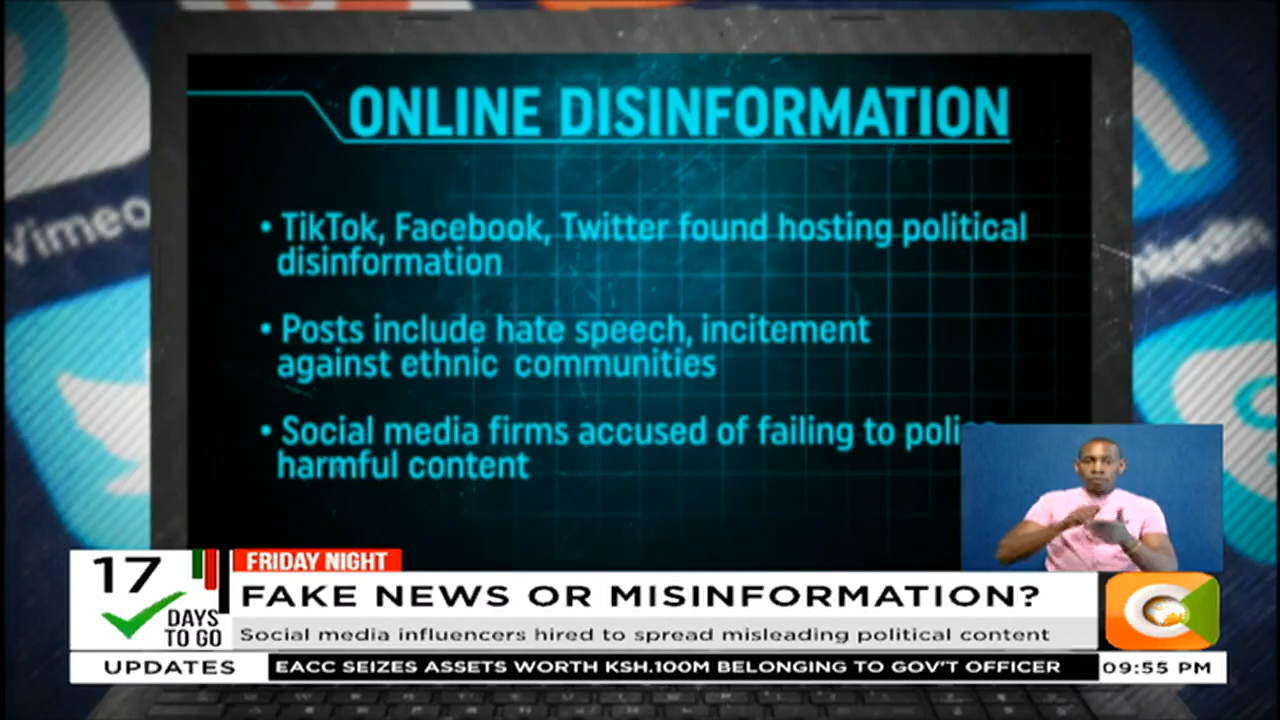 ONLINE DISINFORMATION
• TikTok, Facebook, Twitter found hosting political
disinformation
• Posts include hate speech, incitement
against ethnic communities
• Social media firms accused of failing to
harmful content
Vimeo
17
DAYS
TO GO
FRIDAY NIGHT
FAKE NEWS OR MISINFORMATION?
Social media influencers hired to spread misleading political content
UPDATES
EACC SEIZES ASSETS WORTH KSH.100M BELONGING TO GOV'T OFFICER
09:55 PM